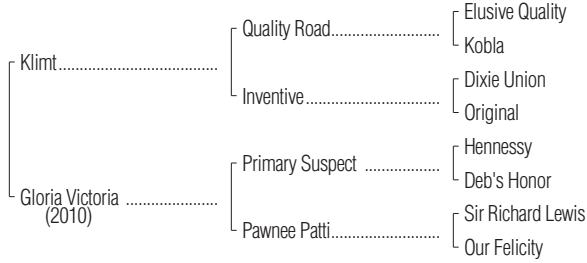 Elusive Quality
Quality Road
Kobla
Klimt
Dixie Union
Inventive
Original
Hennessy
Primary Suspect
Deb's Honor
Gloria Victoria
(2010)
Sir Richard Lewis
Pawnee Patti
Our Felicity